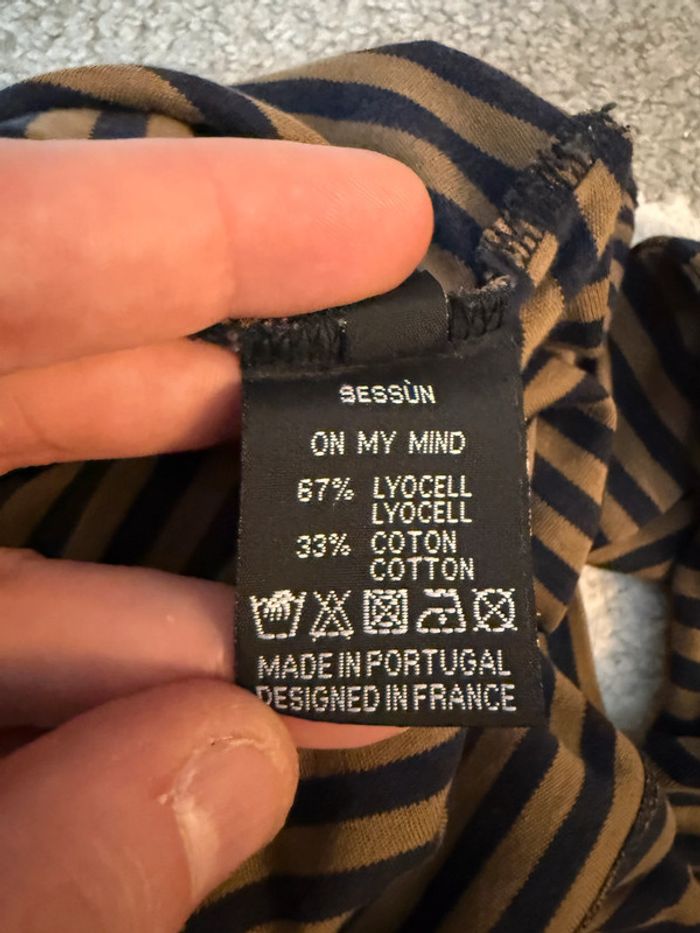 SESSÙN
ON MY MIND
67% LYOCELL
LYOCELL
33% COTON
COTTON
MADE IN PORTUGAL
DESIGNED IN FRANCE